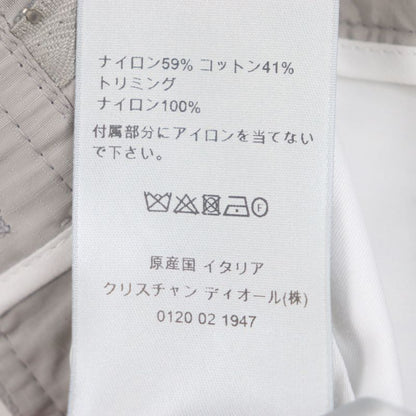 ナイロン59% コットン41%
トリミング
ナイロン100%
付属部分にアイロンを当てない
で下さい。
F
原産国 イタリア
クリスチャン ディオール(株)
0120 02 1947